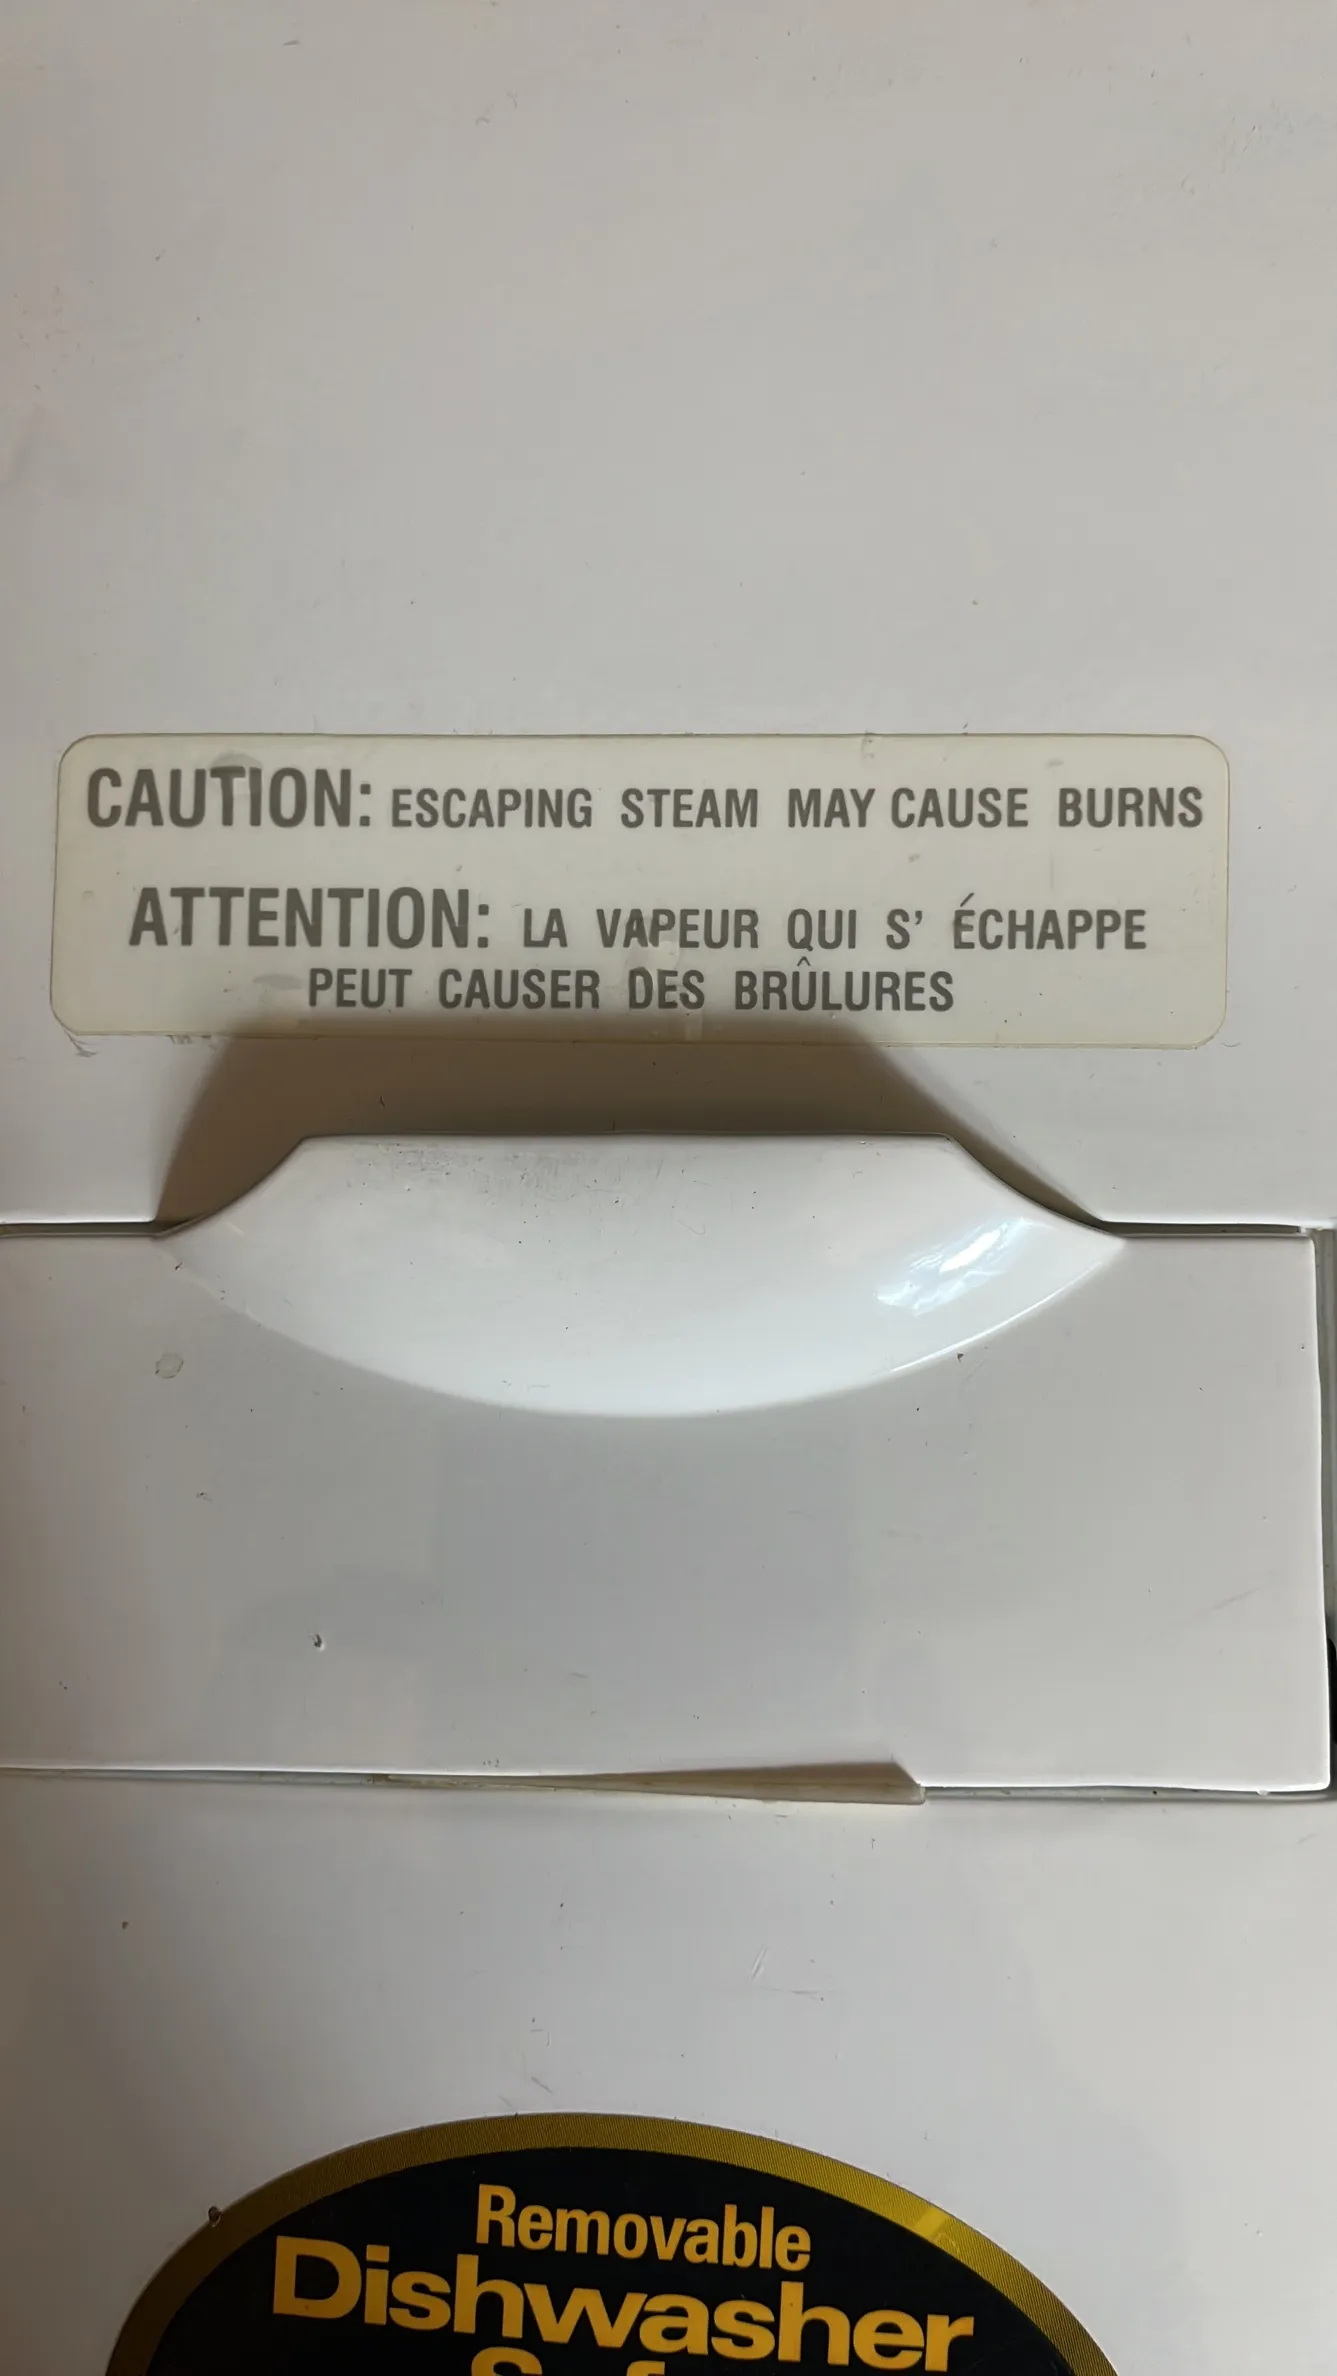 CAUTION: ESCAPING STEAM MAY CAUSE BURNS
ATTENTION: LA VAPEUR QUI S' ÉCHAPPE
PEUT CAUSER DES BRÛLURES
Removable
Dishwasher